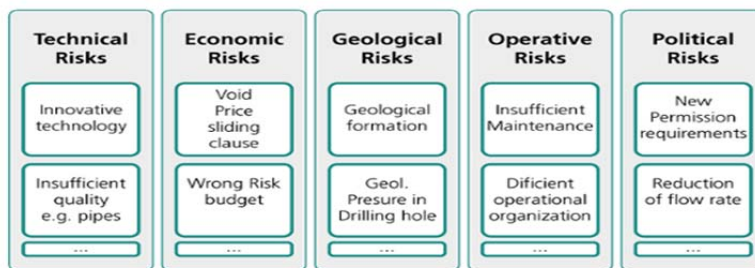 Technical
Risks
Innovative
technology
Insufficient
quality
e.g. pipes
...
Economic
Risks
Void
Price
sliding
clause
Wrong Risk
budget
...
Geological
Risks
Geological
formation
Geol.
Presure in
Drilling hole
...
Operative
Risks
Insufficient
Maintenance
Dificient
operational
organization
...
Political
Risks
New
Permission
requirements
Reduction
of flow rate
...